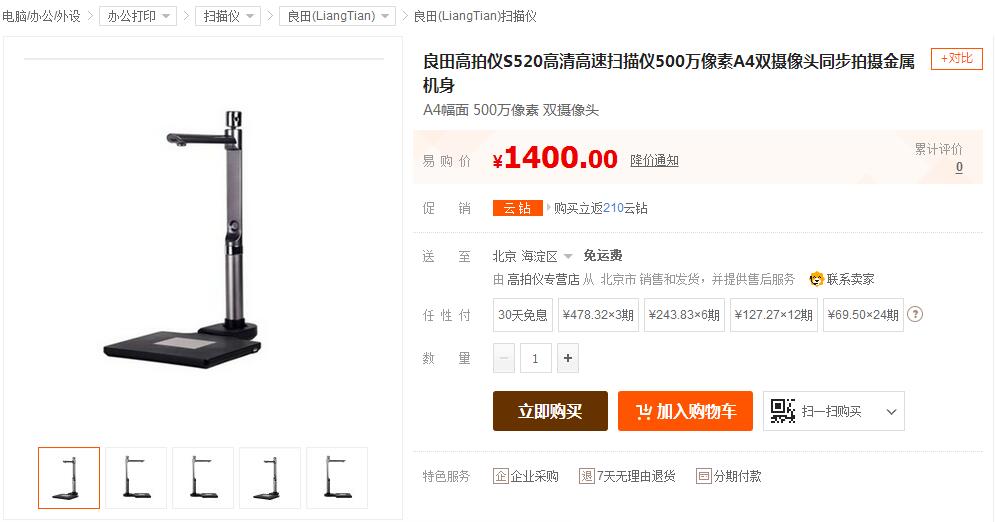 电脑/办公/外设 办公打印 扫描仪 良田(LiangTian) 良田(LiangTian)扫描仪
良田高拍仪S520高清高速扫描仪500万像素A4双摄像头同步拍摄金属
机身
+对比
A4幅面 500万像素 双摄像头
易购价 ¥1400.00 降价通知
累计评价
0
促销 云钻 购买立返210云钻
送至 北京 海淀区 免运费
由 高拍仪专营店 从 北京市 销售和发货，并提供售后服务 联系卖家
任性付 30天免息 ¥478.32×3期 ¥243.83×6期 ¥127.27×12期 ¥69.50×24期 ?
数量 − 1 +
立即购买 加入购物车 扫一扫购买
特色服务 企 企业采购 退 7天无理由退货 分期付款